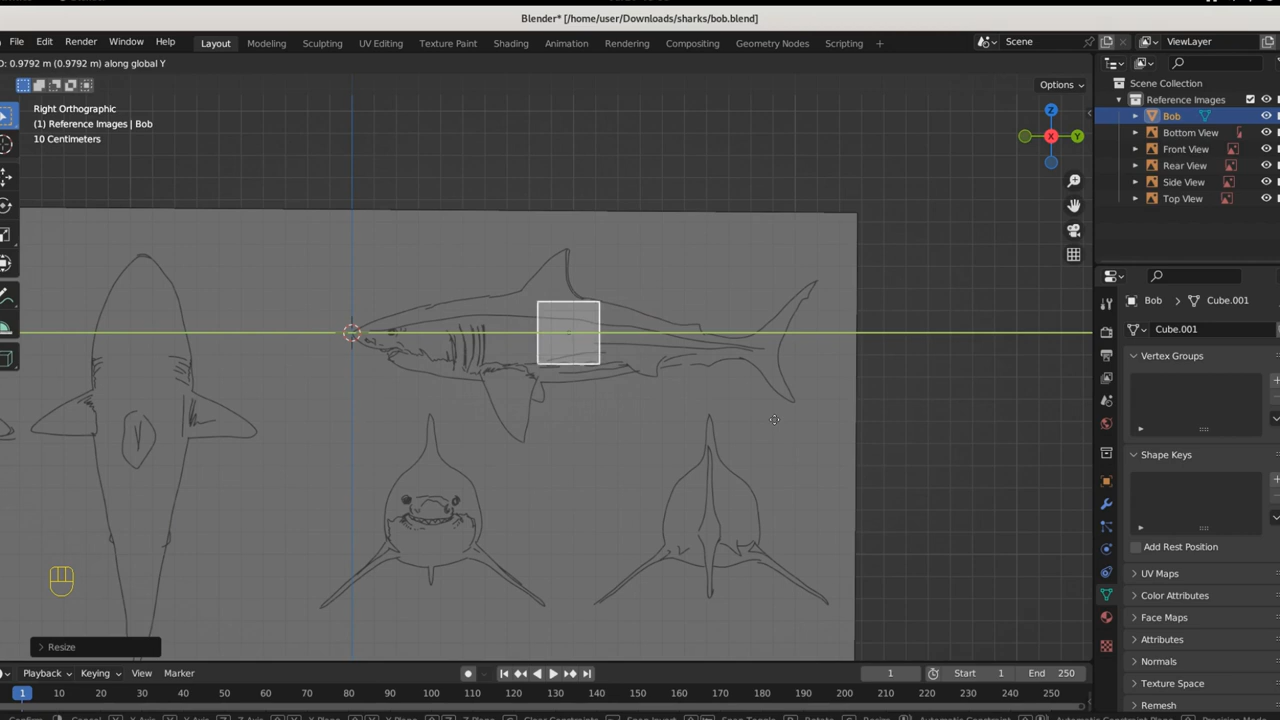 Blender* [/home/user/Downloads/sharks/bob.blend]
File Edit Render Window Help Layout Modeling Sculpting UV Editing Texture Paint Shading Animation Rendering Compositing Geometry Nodes Scripting + Scene ViewLayer
D: 0.9792 m (0.9792 m) along global Y
Options
Right Orthographic
(1) Reference Images | Bob
10 Centimeters
Z
X
Y
Scene Collection
Reference Images
Bob
Bottom View
Front View
Rear View
Side View
Top View
Bob > Cube.001
Cube.001
Vertex Groups
Shape Keys
Add Rest Position
UV Maps
Color Attributes
Face Maps
Attributes
Normals
Texture Space
Remesh
Resize
Playback Keying View Marker 1 Start 1 End 250
1 10 20 30 40 50 60 70 80 90 100 110 120 130 140 150 160 170 180 190 200 210 220 230 240 250